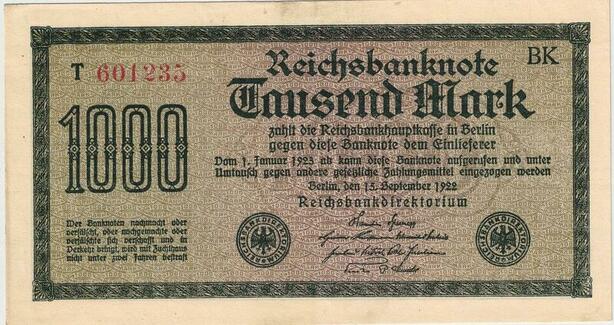 Reichsbanknote
BK
T 601235
Tausend Mark
1000
zahlt die Reichsbankhauptkasse in Berlin
gegen diese Banknote dem Einlieferer
Vom 1. Januar 1923 ab kann diese Banknote aufgerufen und unter
Umtausch gegen andere gesetzliche Zahlungsmittel eingezogen werden
Berlin, den 15. September 1922
Reichsbankdirektorium
Wer Banknoten nachmacht oder
verfälscht, oder nachgemachte oder
verfälschte sich verschafft und in
Verkehr bringt, wird mit Zuchthaus
nicht unter zwei Jahren bestraft